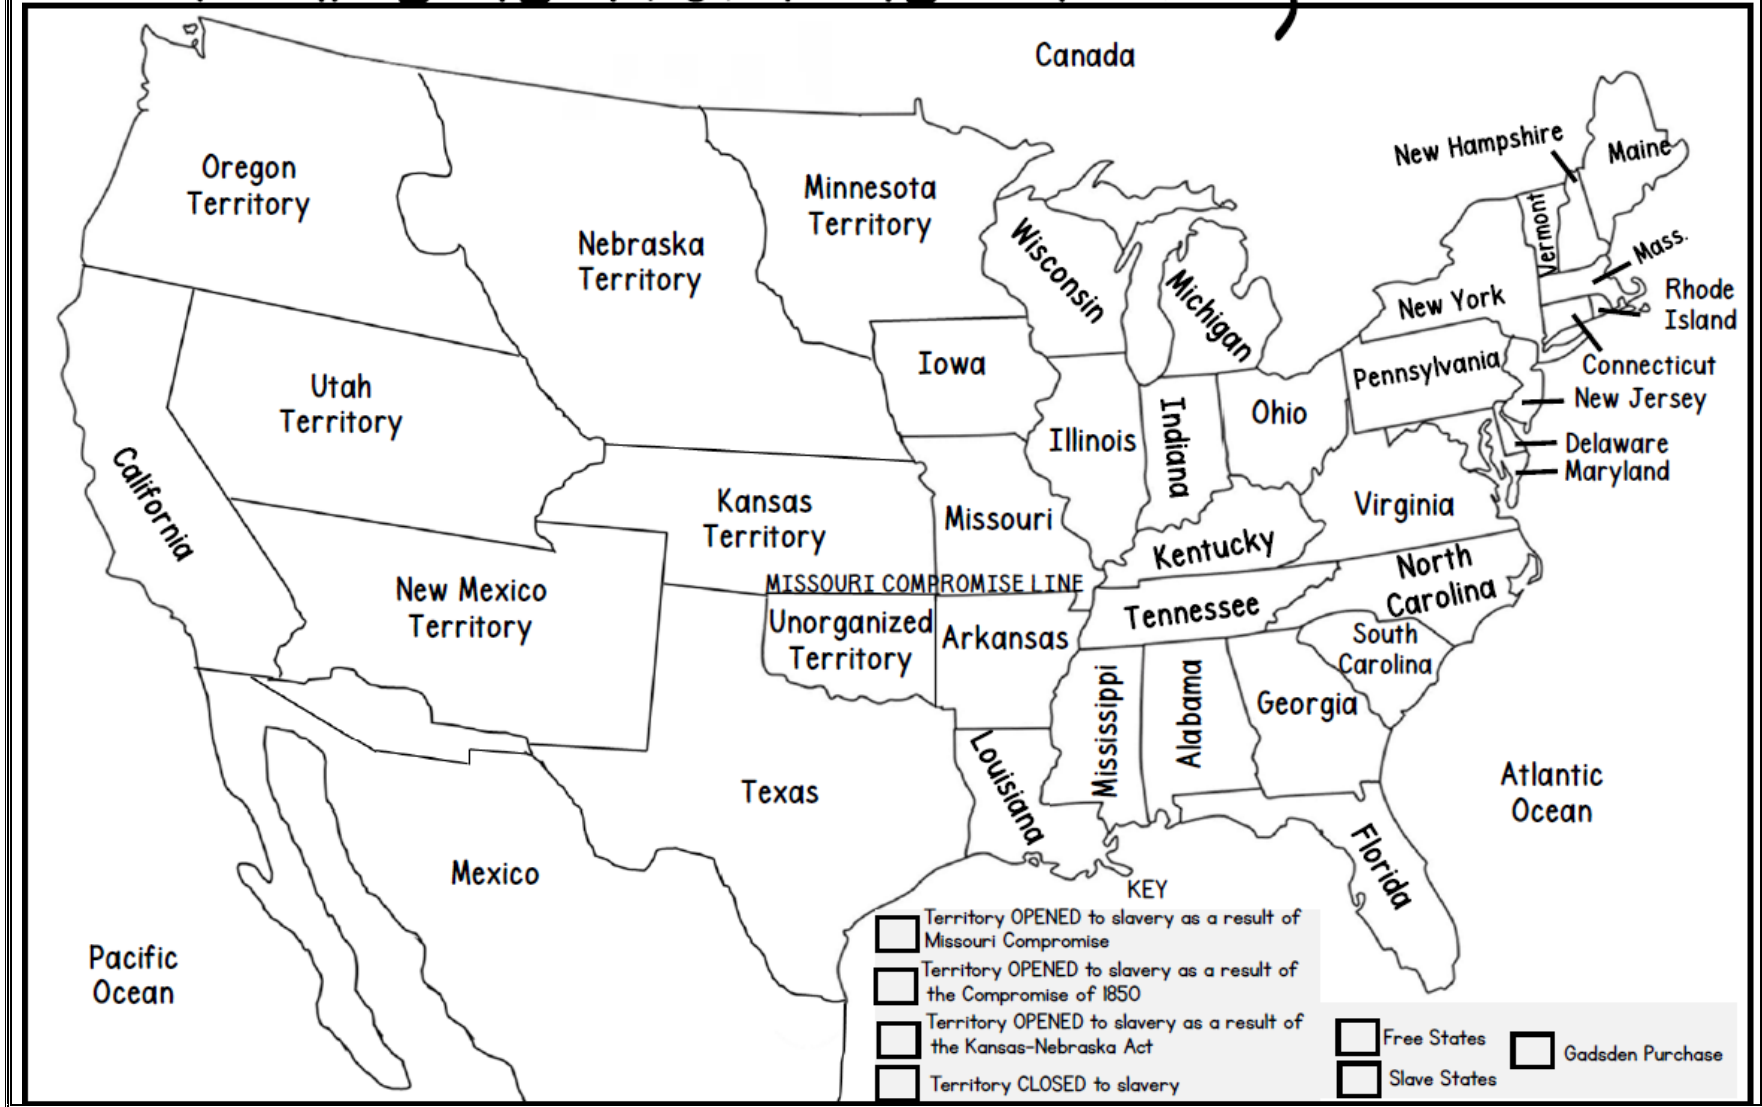 Canada
New Hampshire
Maine
Oregon
Territory
Minnesota
Territory
Nebraska
Territory
Wisconsin
Michigan
Vermont
Mass.
New York
Rhode
Island
Iowa
Pennsylvania
Connecticut
New Jersey
Utah
Territory
Illinois
Indiana
Ohio
Delaware
Maryland
California
Kansas
Territory
Missouri
Virginia
Kentucky
MISSOURI COMPROMISE LINE
New Mexico
Territory
Unorganized
Territory
Arkansas
Tennessee
North
Carolina
South
Carolina
Mississippi
Alabama
Georgia
Louisiana
Texas
Atlantic
Ocean
Florida
Mexico
Pacific
Ocean
KEY
Territory OPENED to slavery as a result of
Missouri Compromise
Territory OPENED to slavery as a result of
the Compromise of 1850
Territory OPENED to slavery as a result of
the Kansas-Nebraska Act
Territory CLOSED to slavery
Free States
Slave States
Gadsden Purchase